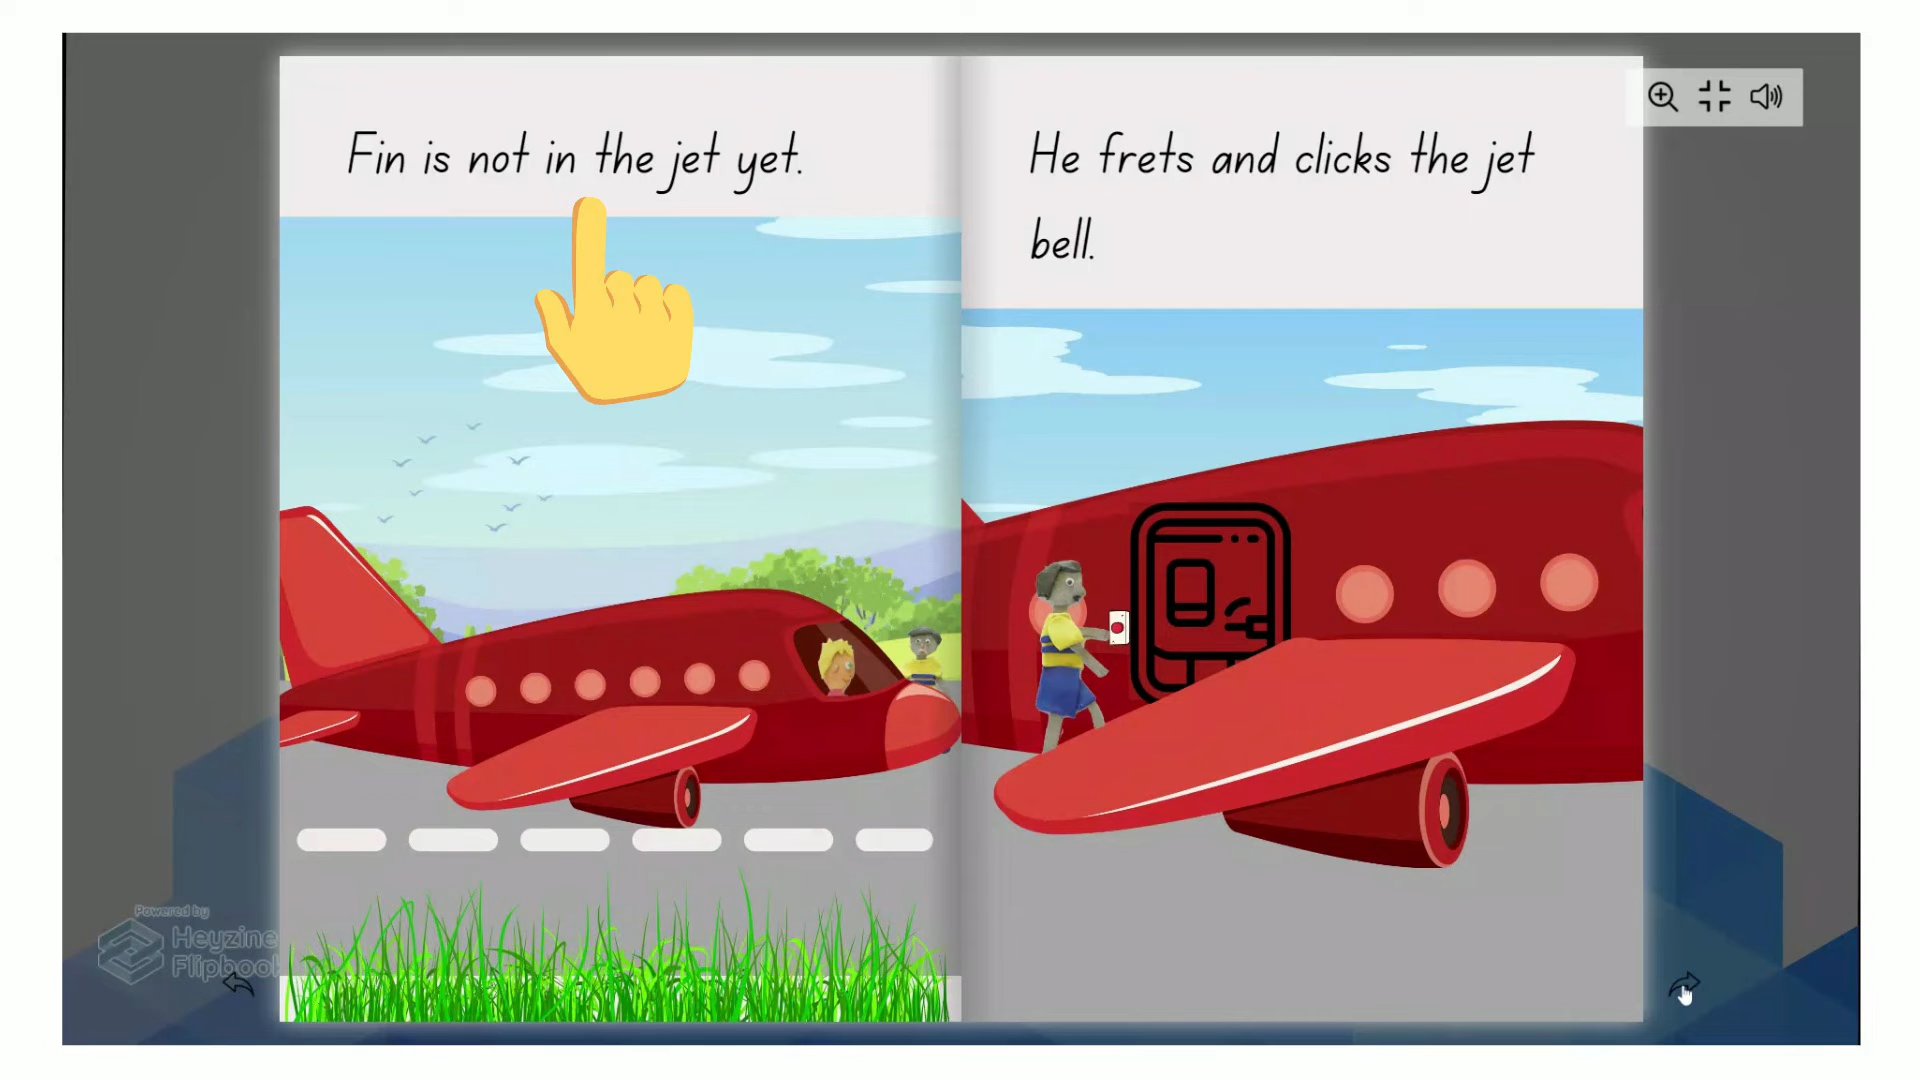 Fin is not in the jet yet.
He frets and clicks the jet
bell.
Powered by
Heyzine
Flipbook